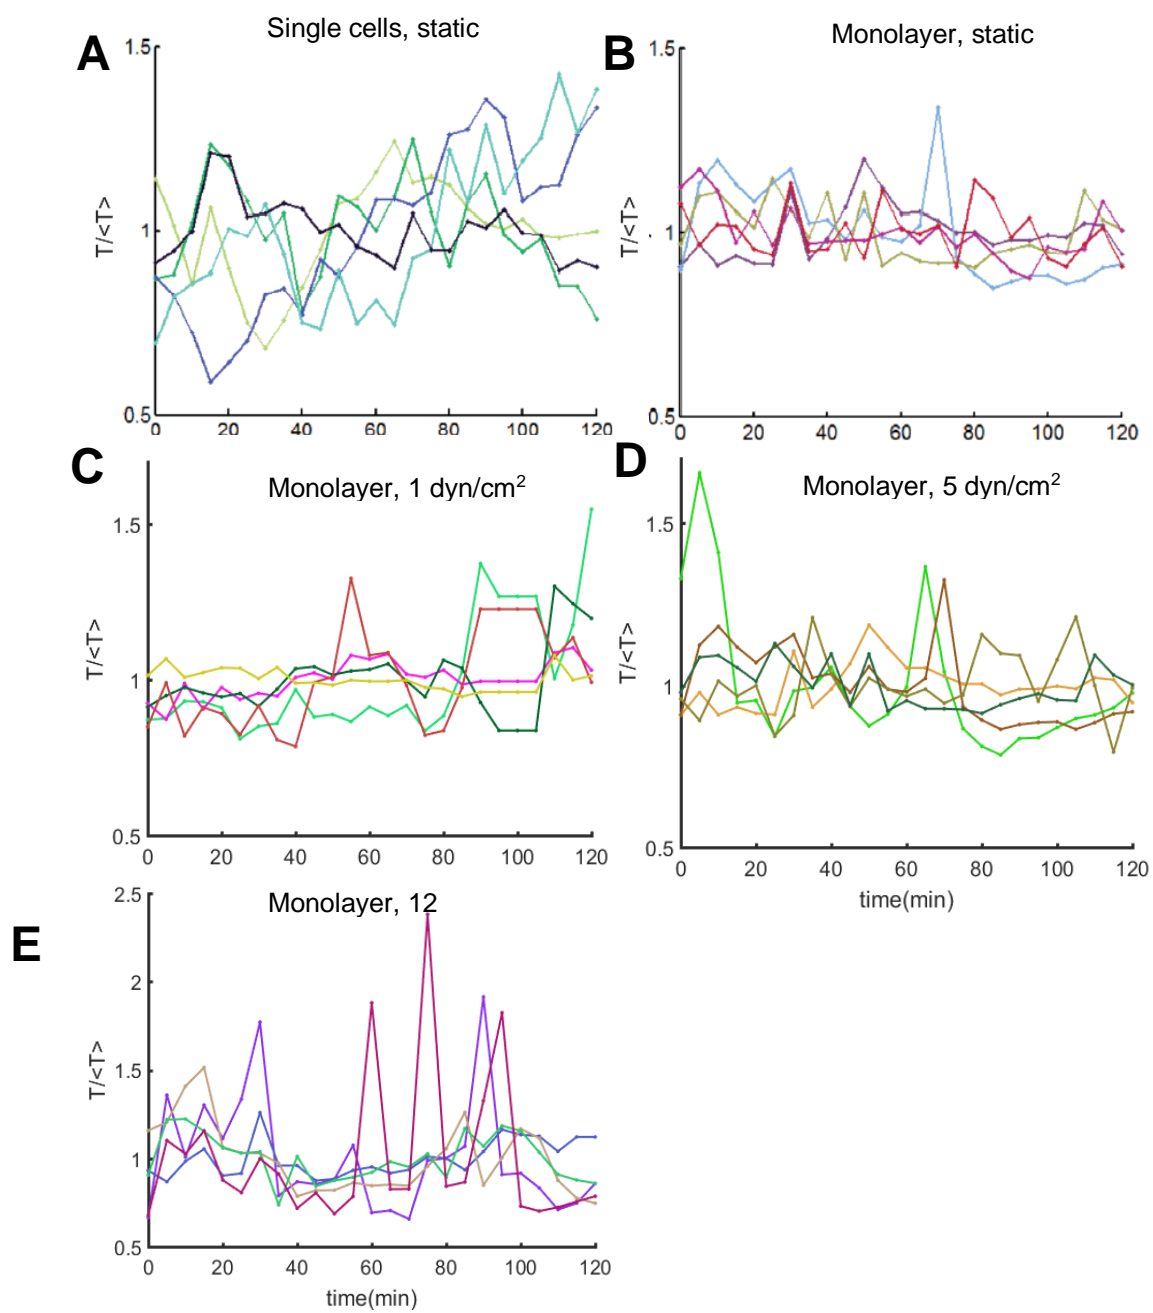 Single cells, static
A
1.5
T/<T>
1
0.5
0 20 40 60 80 100 120
Monolayer, static
B
1.5
T/<T>
1
0.5
0 20 40 60 80 100 120
C
Monolayer, 1 dyn/cm²
1.5
T/<T>
1
0.5
0 20 40 60 80 100 120
D
Monolayer, 5 dyn/cm²
1.5
T/<T>
1
0.5
0 20 40 60 80 100 120
time(min)
E
Monolayer, 12
2.5
2
1.5
T/<T>
1
0.5
0 20 40 60 80 100 120
time(min)